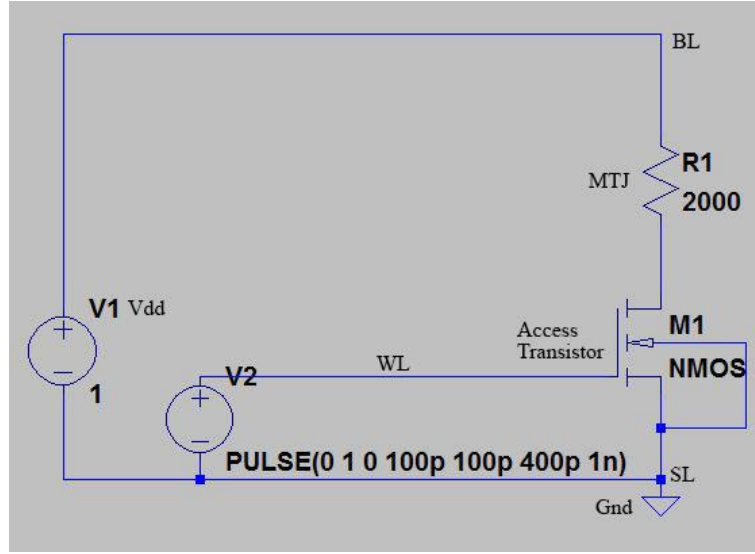 BL
R1
MTJ
2000
V1 Vdd
Access
Transistor
M1
WL
NMOS
V2
1
PULSE(0 1 0 100p 100p 400p 1n)
SL
Gnd